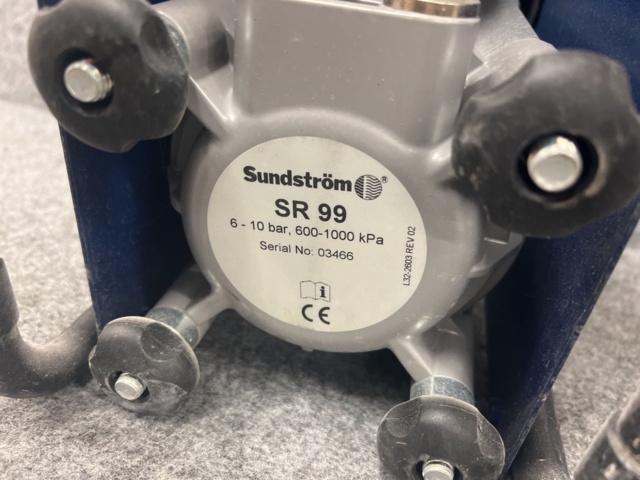 Sundström ®
SR 99
6 - 10 bar, 600-1000 kPa
Serial No: 03466
i
CE
L32-2603 REV 02